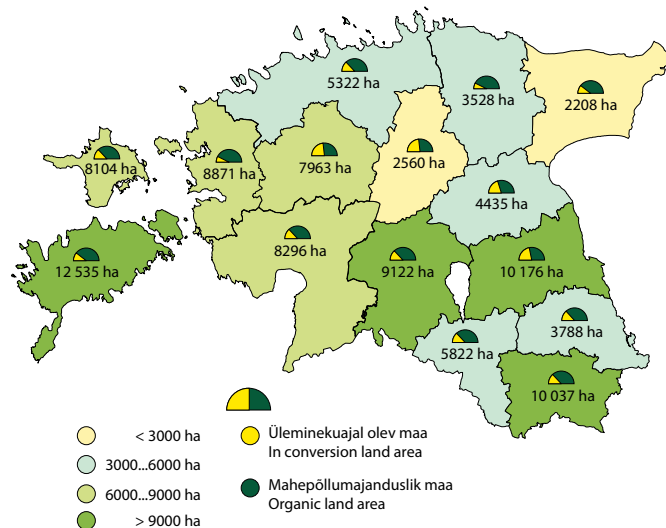 5322 ha
3528 ha
2208 ha
8104 ha
8871 ha
7963 ha
2560 ha
4435 ha
12 535 ha
8296 ha
9122 ha
10 176 ha
5822 ha
3788 ha
10 037 ha
< 3000 ha
3000...6000 ha
6000...9000 ha
> 9000 ha
Üleminekuajal olev maa
In conversion land area
Mahepõllumajanduslik maa
Organic land area